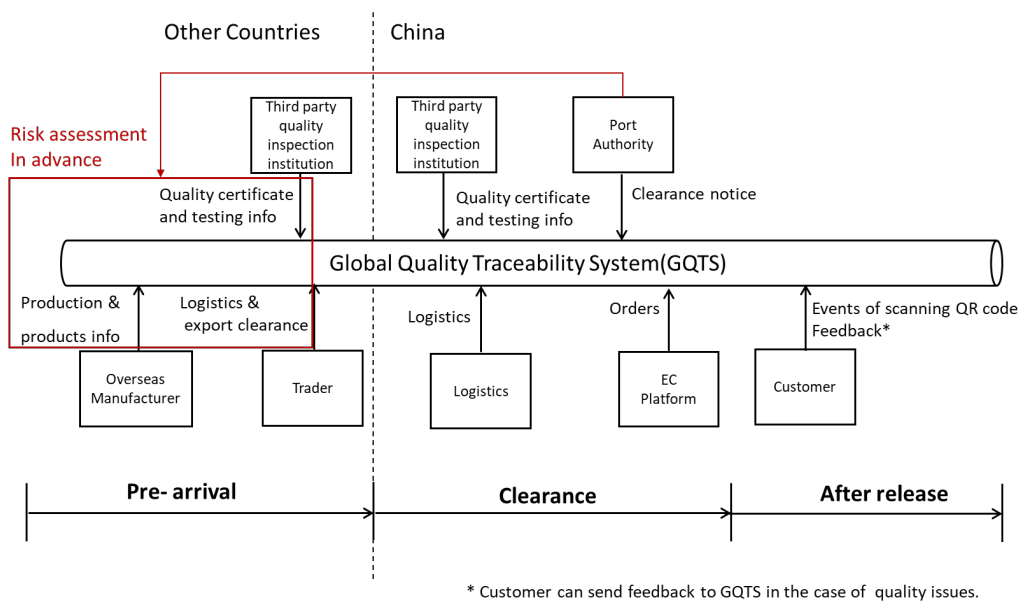 Other Countries
China
Third party
quality
inspection
institution
Third party
quality
inspection
institution
Port
Authority
Risk assessment
In advance
Quality certificate
and testing info
Quality certificate
and testing info
Clearance notice
Global Quality Traceability System(GQTS)
Production &
products info
Logistics &
export clearance
Logistics
Orders
Events of scanning QR code
Feedback*
Overseas
Manufacturer
Trader
Logistics
EC
Platform
Customer
Pre- arrival
Clearance
After release
* Customer can send feedback to GQTS in the case of quality issues.